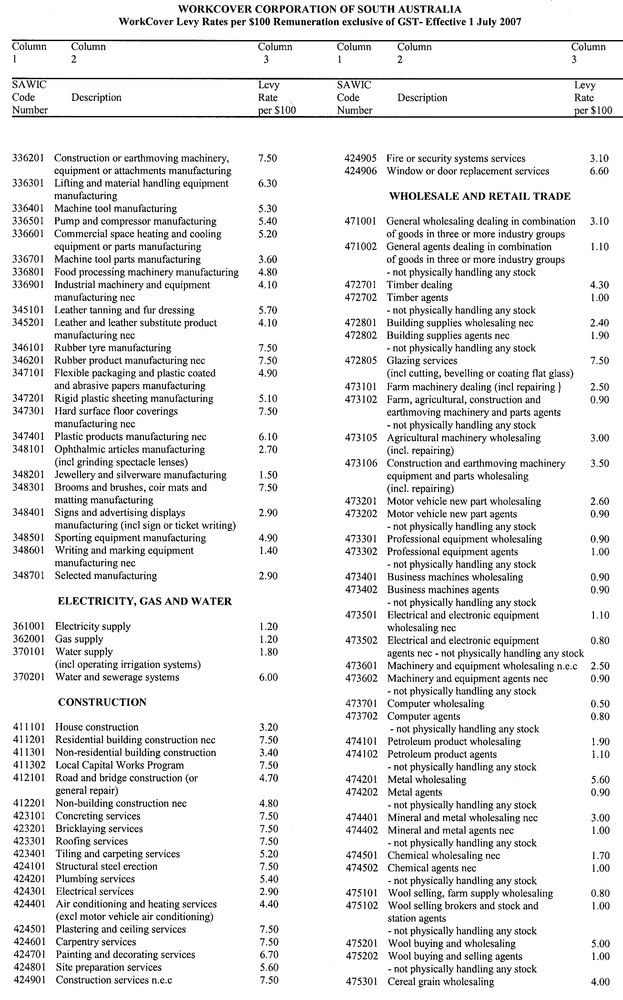 WORKCOVER CORPORATION OF SOUTH AUSTRALIA
WorkCover Levy Rates per $100 Remuneration exclusive of GST- Effective 1 July 2007
Column Column Column
1 2 3
SAWIC Levy
Code Description Rate
Number per $100
336201 Construction or earthmoving machinery, 7.50
equipment or attachments manufacturing
336301 Lifting and material handling equipment 6.30
manufacturing
336401 Machine tool manufacturing 5.30
336501 Pump and compressor manufacturing 5.40
336601 Commercial space heating and cooling 5.20
equipment or parts manufacturing
336701 Machine tool parts manufacturing 3.60
336801 Food processing machinery manufacturing 4.80
336901 Industrial machinery and equipment 4.10
manufacturing nec
345101 Leather tanning and fur dressing 5.70
345201 Leather and leather substitute product 4.10
manufacturing nec
346101 Rubber tyre manufacturing 7.50
346201 Rubber product manufacturing nec 7.50
347101 Flexible packaging and plastic coated 4.90
and abrasive papers manufacturing
347201 Rigid plastic sheeting manufacturing 5.10
347301 Hard surface floor coverings 7.50
manufacturing nec
347401 Plastic products manufacturing nec 6.10
348101 Ophthalmic articles manufacturing 2.70
(incl grinding spectacle lenses)
348201 Jewellery and silverware manufacturing 1.50
348301 Brooms and brushes, coir mats and 7.50
matting manufacturing
348401 Signs and advertising displays 2.90
manufacturing (incl sign or ticket writing)
348501 Sporting equipment manufacturing 4.90
348601 Writing and marking equipment 1.40
manufacturing nec
348701 Selected manufacturing 2.90
ELECTRICITY, GAS AND WATER
361001 Electricity supply 1.20
362001 Gas supply 1.20
370101 Water supply 1.80
(incl operating irrigation systems)
370201 Water and sewerage systems 6.00
CONSTRUCTION
411101 House construction 3.20
411201 Residential building construction nec 7.50
411301 Non-residential building construction 3.40
411302 Local Capital Works Program 7.50
412101 Road and bridge construction (or 4.70
general repair)
412201 Non-building construction nec 4.80
423101 Concreting services 7.50
423201 Bricklaying services 7.50
423301 Roofing services 7.50
423401 Tiling and carpeting services 5.20
424101 Structural steel erection 7.50
424201 Plumbing services 5.40
424301 Electrical services 2.90
424401 Air conditioning and heating services 4.40
(excl motor vehicle air conditioning)
424501 Plastering and ceiling services 7.50
424601 Carpentry services 7.50
424701 Painting and decorating services 6.70
424801 Site preparation services 5.60
424901 Construction services n.e.c 7.50
Column Column Column
1 2 3
SAWIC Levy
Code Description Rate
Number per $100
424905 Fire or security systems services 3.10
424906 Window or door replacement services 6.60
WHOLESALE AND RETAIL TRADE
471001 General wholesaling dealing in combination 3.10
of goods in three or more industry groups
471002 General agents dealing in combination 1.10
of goods in three or more industry groups
- not physically handling any stock
472701 Timber dealing 4.30
472702 Timber agents 1.00
- not physically handling any stock
472801 Building supplies wholesaling nec 2.40
472802 Building supplies agents nec 1.90
- not physically handling any stock
472805 Glazing services 7.50
(incl cutting, bevelling or coating flat glass)
473101 Farm machinery dealing (incl repairing ) 2.50
473102 Farm, agricultural, construction and 0.90
earthmoving machinery and parts agents
- not physically handling any stock
473105 Agricultural machinery wholesaling 3.00
(incl. repairing)
473106 Construction and earthmoving machinery 3.50
equipment and parts wholesaling
(incl. repairing)
473201 Motor vehicle new part wholesaling 2.60
473202 Motor vehicle new part agents 0.90
- not physically handling any stock
473301 Professional equipment wholesaling 0.90
473302 Professional equipment agents 1.00
- not physically handling any stock
473401 Business machines wholesaling 0.90
473402 Business machines agents 0.90
- not physically handling any stock
473501 Electrical and electronic equipment 1.10
wholesaling nec
473502 Electrical and electronic equipment 0.80
agents nec - not physically handling any stock
473601 Machinery and equipment wholesaling n.e.c 2.50
473602 Machinery and equipment agents nec 0.90
- not physically handling any stock
473701 Computer wholesaling 0.50
473702 Computer agents 0.80
- not physically handling any stock
474101 Petroleum product wholesaling 1.90
474102 Petroleum product agents 1.10
- not physically handling any stock
474201 Metal wholesaling 5.60
474202 Metal agents 0.90
- not physically handling any stock
474401 Mineral and metal wholesaling nec 3.00
474402 Mineral and metal agents nec 1.00
- not physically handling any stock
474501 Chemical wholesaling nec 1.70
474502 Chemical agents nec 1.00
- not physically handling any stock
475101 Wool selling, farm supply wholesaling 0.80
475102 Wool selling brokers and stock and 1.00
station agents
- not physically handling any stock
475201 Wool buying and wholesaling 5.00
475202 Wool buying and selling agents 1.00
- not physically handling any stock
475301 Cereal grain wholesaling 4.00